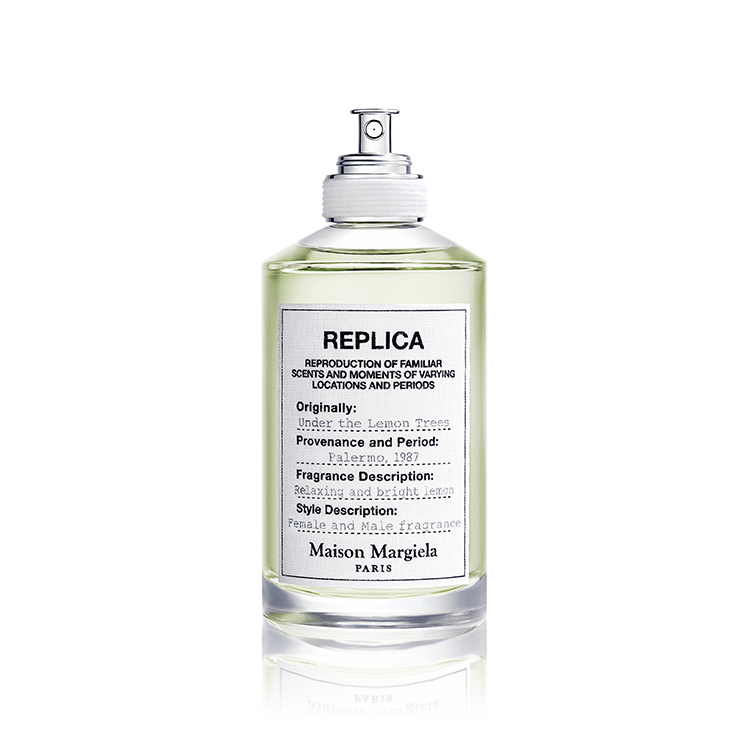 REPLICA
REPRODUCTION OF FAMILIAR
SCENTS AND MOMENTS OF VARYING
LOCATIONS AND PERIODS
Originally:
Under the Lemon Trees
Provenance and Period:
Palermo, 1987
Fragrance Description:
Relaxing and bright lemon
Style Description:
Female and Male fragrance
Maison Margiela
PARIS